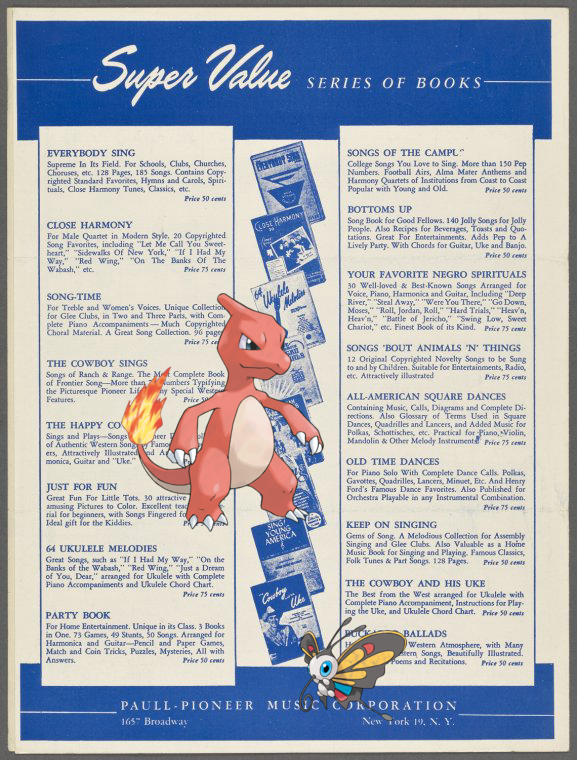 Super Value SERIES OF BOOKS
EVERYBODY SING
Supreme In Its Field. For Schools, Clubs, Churches,
Choruses, etc. 128 Pages, 185 Songs. Contains Copy-
righted Standard Favorites, Hymns and Carols, Spiri-
tuals, Close Harmony Tunes, Classics, etc.
Price 50 cents
CLOSE HARMONY
For Male Quartet in Modern Style. 20 Copyrighted
Song Favorites, including "Let Me Call You Sweet-
heart," "Sidewalks Of New York," "If I Had My
Way," "Red Wing," "On The Banks Of The
Wabash," etc. Price 75 cents
SONG-TIME
For Treble and Women's Voices. Unique Collection
for Glee Clubs, in Two and Three Parts, with Com-
plete Piano Accompaniments — Much Copyrighted
Choral Material. A Great Song Collection. 96 pages
Price 75 cents
THE COWBOY SINGS
Songs of Ranch & Range. The Most Complete Book
of Frontier Song—More than Numbers Typifying
the Picturesque Pioneer Special Western
Features.
THE HAPPY
Sings and Plays—Songs
of Authentic Western Song
ers, Attractively Illustrated
monica, Guitar and "Uke."
JUST FOR FUN
Great Fun For Little Tots. 30 attractive
amusing Pictures to Color. Excellent
rial for beginners, with Songs Fingered
Ideal gift for the Kiddies.
64 UKULELE MELODIES
Great Songs, such as "If I Had My Way," "On the
Banks of the Wabash," "Red Wing," "Just a Dream
of You, Dear," arranged for Ukulele with Complete
Piano Accompaniments and Ukulele Chord Chart.
Price 75 cents
PARTY BOOK
For Home Entertainment. Unique in its Class. 3 Books
in One. 73 Games, 49 Stunts, 50 Songs. Arranged for
Harmonica and Guitar—Pencil and Paper Games,
Match and Coin Tricks, Puzzles, Mysteries, All with
Answers. Price 50 cents
EVERYBODY SING
CLOSE HARMONY
64 Ukulele Melodies
SING YOUNG AMERICA
Cowboy Uke
SONGS OF THE
College Songs You Love to Sing. More than 150 Pep
Numbers. Football Airs, Alma Mater Anthems and
Harmony Quartets of Institutions from Coast to Coast
Popular with Young and Old. Price 50 cents
BOTTOMS UP
Song Book for Good Fellows. 140 Jolly Songs for Jolly
People. Also Recipes for Beverages, Toasts and Quo-
tations. Great For Entertainments. Adds Pep to A
Lively Party. With Chords for Guitar, Uke and Banjo.
Price 50 cents
YOUR FAVORITE NEGRO SPIRITUALS
30 Well-loved & Best-Known Songs Arranged for
Voice, Piano, Harmonica and Guitar, Including "Deep
River," "Steal Away," "Were You There," "Go Down,
Moses," "Roll, Jordan, Roll," "Hard Trials," "Heav'n,
Heav'n," "Battle of Jericho," "Swing Low, Sweet
Chariot," etc. Finest Book of its Kind. Price 75 cents
SONGS 'BOUT ANIMALS 'N' THINGS
12 Original Copyrighted Novelty Songs to be Sung
to and by Children. Suitable for Entertainments, Radio,
etc. Attractively illustrated Price 75 cents
ALL-AMERICAN SQUARE DANCES
Containing Music, Calls, Diagrams and Complete Di-
rections. Also Glossary of Terms Used in Square
Dances, Quadrilles and Lancers, and Added Music for
Polkas, Schottisches, etc. Practical for Piano, Violin,
Mandolin & Other Melody Instruments Price 75 cents
OLD TIME DANCES
For Piano Solo With Complete Dance Calls. Polkas,
Gavottes, Quadrilles, Lancers, Minuet, Etc. And Henry
Ford's Famous Dance Favorites. Also Published for
Orchestra Playable in any Instrumental Combination.
Price 75 cents
KEEP ON SINGING
Gems of Song. A Melodious Collection for Assembly
Singing and Glee Clubs. Also Valuable as a Home
Music Book for Singing and Playing. Famous Classics,
Folk Tunes & Part Songs. 128 Pages. Price 50 cents
THE COWBOY AND HIS UKE
The Best from the West arranged for Ukulele with
Complete Piano Accompaniment, Instructions for Play-
ing the Uke, and Ukulele Chord Chart. Price 50 cents
BALLADS
Western Atmosphere, with Many
Songs, Beautifully Illustrated.
Poems and Recitations. Price 50 cents
PAULL-PIONEER MUSIC CORPORATION
1657 Broadway New York 19, N. Y.